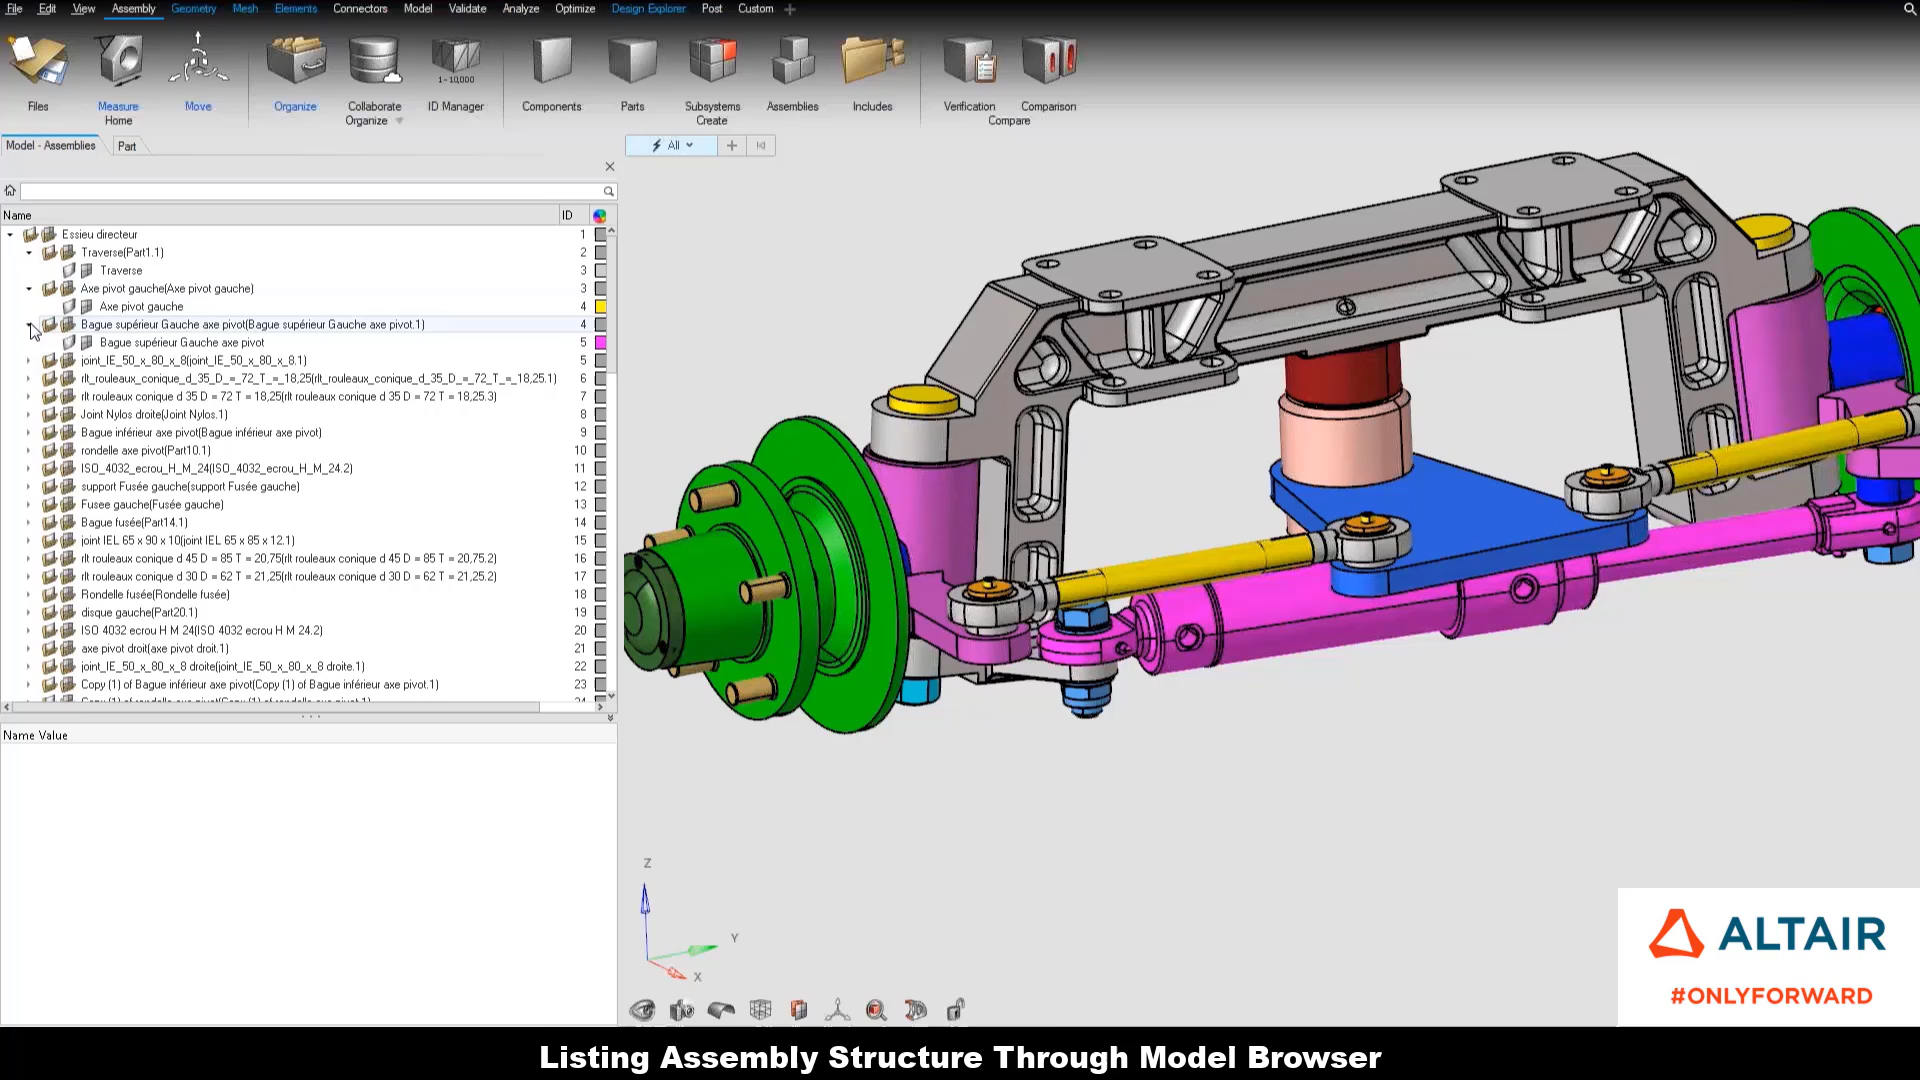 File Edit View Assembly Geometry Mesh Elements Connectors Model Validate Analyze Optimize Design Explorer Post Custom
1 - 10,000
Files Measure Move Organize Collaborate ID Manager Components Parts Subsystems Assemblies Includes Verification Comparison
Home Organize Create Compare
Model - Assemblies Part
All
Name ID
Essieu directeur 1
Traverse(Part1.1) 2
Traverse 3
Axe pivot gauche(Axe pivot gauche) 3
Axe pivot gauche 4
Bague supérieur Gauche axe pivot(Bague supérieur Gauche axe pivot.1) 4
Bague supérieur Gauche axe pivot 5
joint_IE_50_x_80_x_8(joint_IE_50_x_80_x_8.1) 5
rlt_rouleaux_conique_d_35_D_=_72_T_=_18,25(rlt_rouleaux_conique_d_35_D_=_72_T_=_18,25.1) 6
rlt rouleaux conique d 35 D = 72 T = 18,25(rlt rouleaux conique d 35 D = 72 T = 18,25.3) 7
Joint Nylos droite(Joint Nylos.1) 8
Bague inférieur axe pivot(Bague inférieur axe pivot) 9
rondelle axe pivot(Part10.1) 10
ISO_4032_ecrou_H_M_24(ISO_4032_ecrou_H_M_24.2) 11
support Fusée gauche(support Fusée gauche) 12
Fusee gauche(Fusée gauche) 13
Bague fusée(Part14.1) 14
joint IEL 65 x 90 x 10(joint IEL 65 x 85 x 12.1) 15
rlt rouleaux conique d 45 D = 85 T = 20,75(rlt rouleaux conique d 45 D = 85 T = 20,75.2) 16
rlt rouleaux conique d 30 D = 62 T = 21,25(rlt rouleaux conique d 30 D = 62 T = 21,25.2) 17
Rondelle fusée(Rondelle fusée) 18
disque gauche(Part20.1) 19
ISO 4032 ecrou H M 24(ISO 4032 ecrou H M 24.2) 20
axe pivot droit(axe pivot droit.1) 21
joint_IE_50_x_80_x_8 droite(joint_IE_50_x_80_x_8 droite.1) 22
Copy (1) of Bague inférieur axe pivot(Copy (1) of Bague inférieur axe pivot.1) 23
Name Value
Z
Y
X
ALTAIR
#ONLYFORWARD
Listing Assembly Structure Through Model Browser